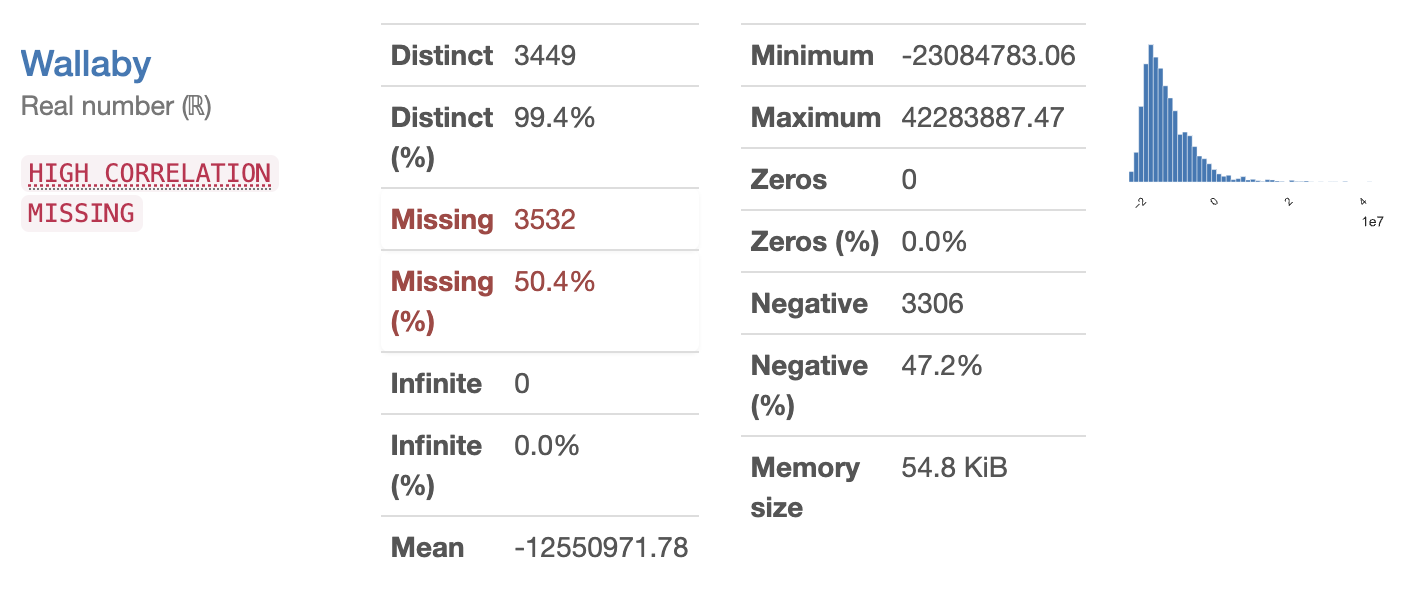 Wallaby
Real number (ℝ)
HIGH CORRELATION
MISSING
Distinct 3449
Distinct 99.4%
(%)
Missing 3532
Missing 50.4%
(%)
Infinite 0
Infinite 0.0%
(%)
Mean -12550971.78
Minimum -23084783.06
Maximum 42283887.47
Zeros 0
Zeros (%) 0.0%
Negative 3306
Negative 47.2%
(%)
Memory 54.8 KiB
size
-2 0 2 4
1e7